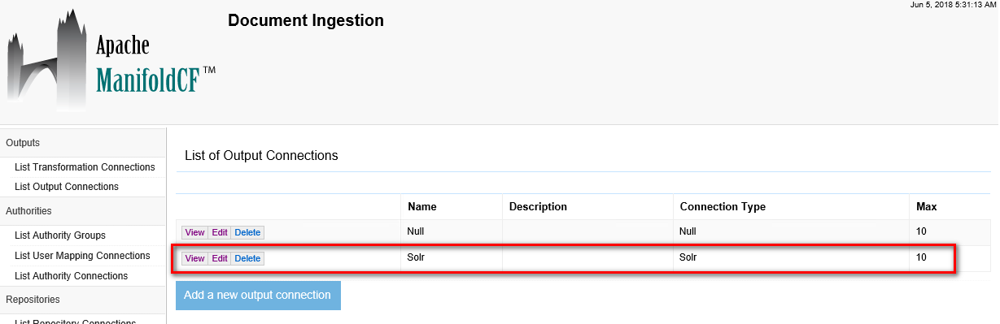 Jun 5, 2018 5:31:13 AM
Document Ingestion
Apache
ManifoldCF™
Outputs
List Transformation Connections
List Output Connections
Authorities
List Authority Groups
List User Mapping Connections
List Authority Connections
Repositories
List Repository Connections
List of Output Connections
Name Description Connection Type Max
View Edit Delete Null Null 10
View Edit Delete Solr Solr 10
Add a new output connection